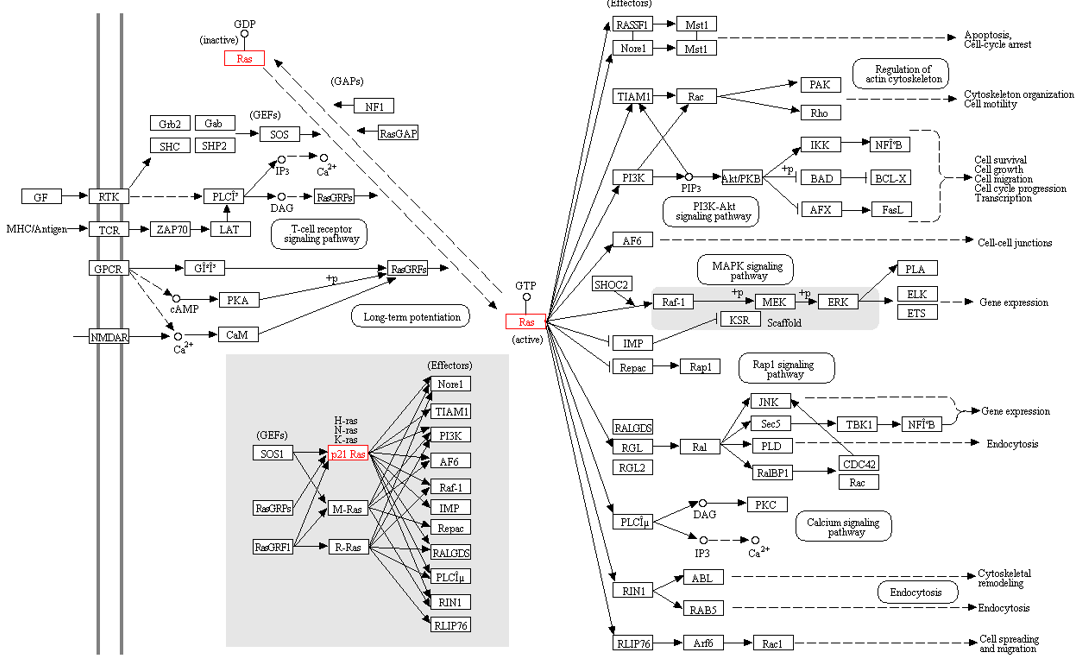 GDP
(inactive)
Ras
(GAPs)
NF1
RasGAP
Grb2
Gab
(GEFs)
SOS
SHC
SHP2
IP3
Ca2+
GF
RTK
PLCÎ³
DAG
RasGRPs
MHC/Antigen
TCR
ZAP70
LAT
T-cell receptor
signaling pathway
GPCR
GÎ²Î³
RasGRFs
+p
cAMP
PKA
Long-term potentiation
NMDAR
Ca2+
CaM
GTP
Ras
(active)
(Effectors)
RASSF1
Mst1
Nore1
Mst1
Apoptosis,
Cell-cycle arrest
Regulation of
actin cytoskeleton
TIAM1
Rac
PAK
Rho
Cytoskeleton organization
Cell motility
PI3K
PIP3
Akt/PKB
+p
IKK
NFÎºB
BAD
BCL-X
AFX
FasL
Cell survival
Cell growth
Cell migration
Cell cycle progression
Transcription
PI3K-Akt
signaling pathway
AF6
Cell-cell junctions
MAPK signaling
pathway
SHOC2
Raf-1
+p
MEK
+p
ERK
PLA
ELK
ETS
Gene expression
KSR
Scaffold
IMP
Repac
Rap1
Rap1 signaling
pathway
RALGDS
RGL
RGL2
Ral
JNK
Sec5
TBK1
NFÎºB
Gene expression
PLD
Endocytosis
RalBP1
CDC42
Rac
PLCÎµ
DAG
PKC
IP3
Ca2+
Calcium signaling
pathway
RIN1
ABL
Cytoskeletal
remodeling
RAB5
Endocytosis
Endocytosis
RLIP76
Arf6
Rac1
Cell spreading
and migration
(Effectors)
Nore1
TIAM1
PI3K
AF6
Raf-1
IMP
Repac
RALGDS
PLCÎµ
RIN1
RLIP76
H-ras
N-ras
K-ras
(GEFs)
SOS1
p21 Ras
RasGRPs
M-Ras
RasGRF1
R-Ras